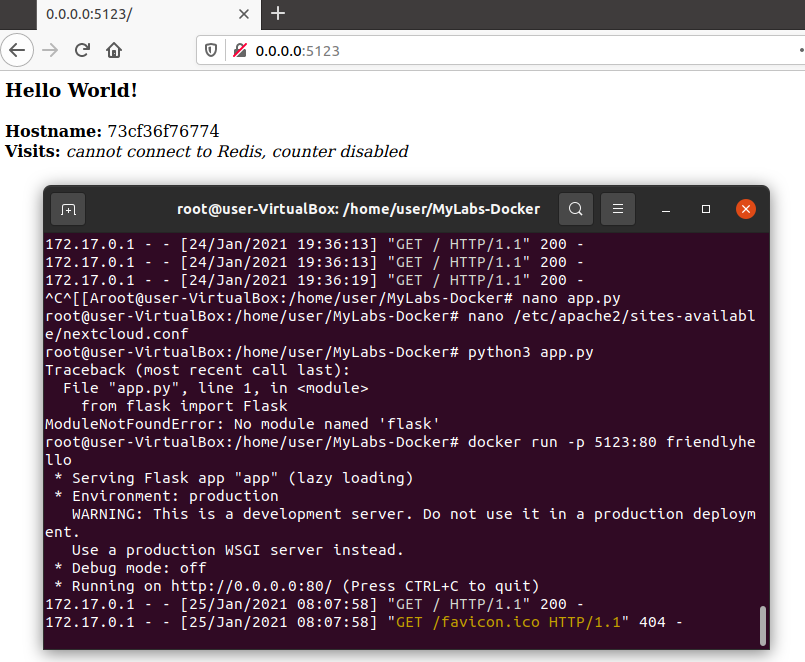 0.0.0.0:5123/
0.0.0.0:5123
Hello World!
Hostname: 73cf36f76774
Visits: cannot connect to Redis, counter disabled
root@user-VirtualBox: /home/user/MyLabs-Docker
172.17.0.1 - - [24/Jan/2021 19:36:13] "GET / HTTP/1.1" 200 -
172.17.0.1 - - [24/Jan/2021 19:36:13] "GET / HTTP/1.1" 200 -
172.17.0.1 - - [24/Jan/2021 19:36:19] "GET / HTTP/1.1" 200 -
^C^[[Aroot@user-VirtualBox:/home/user/MyLabs-Docker# nano app.py
root@user-VirtualBox:/home/user/MyLabs-Docker# nano /etc/apache2/sites-availabl
e/nextcloud.conf
root@user-VirtualBox:/home/user/MyLabs-Docker# python3 app.py
Traceback (most recent call last):
  File "app.py", line 1, in <module>
    from flask import Flask
ModuleNotFoundError: No module named 'flask'
root@user-VirtualBox:/home/user/MyLabs-Docker# docker run -p 5123:80 friendlyhe
llo
 * Serving Flask app "app" (lazy loading)
 * Environment: production
   WARNING: This is a development server. Do not use it in a production deploym
ent.
   Use a production WSGI server instead.
 * Debug mode: off
 * Running on http://0.0.0.0:80/ (Press CTRL+C to quit)
172.17.0.1 - - [25/Jan/2021 08:07:58] "GET / HTTP/1.1" 200 -
172.17.0.1 - - [25/Jan/2021 08:07:58] "GET /favicon.ico HTTP/1.1" 404 -